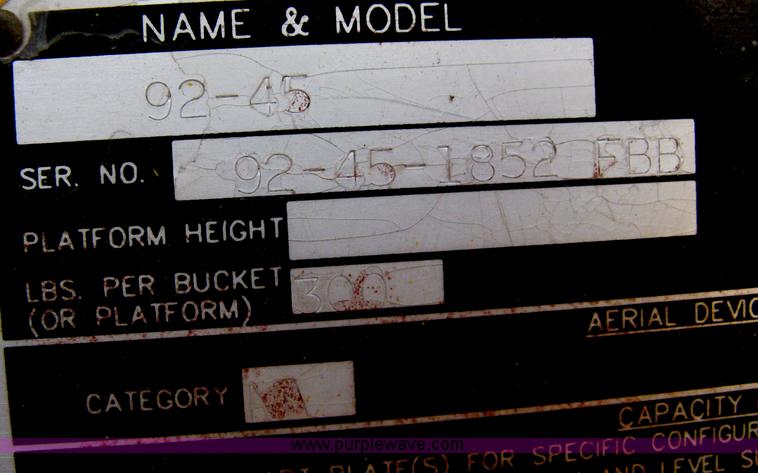 NAME & MODEL
92-45
SER. NO. 92-45-1852 FBB
PLATFORM HEIGHT
LBS. PER BUCKET 300
(OR PLATFORM)
AERIAL DEVIC
CATEGORY
CAPACITY
PLATE(S) FOR SPECIFIC CONFIGUR
AND LEVEL
www.purplewave.com